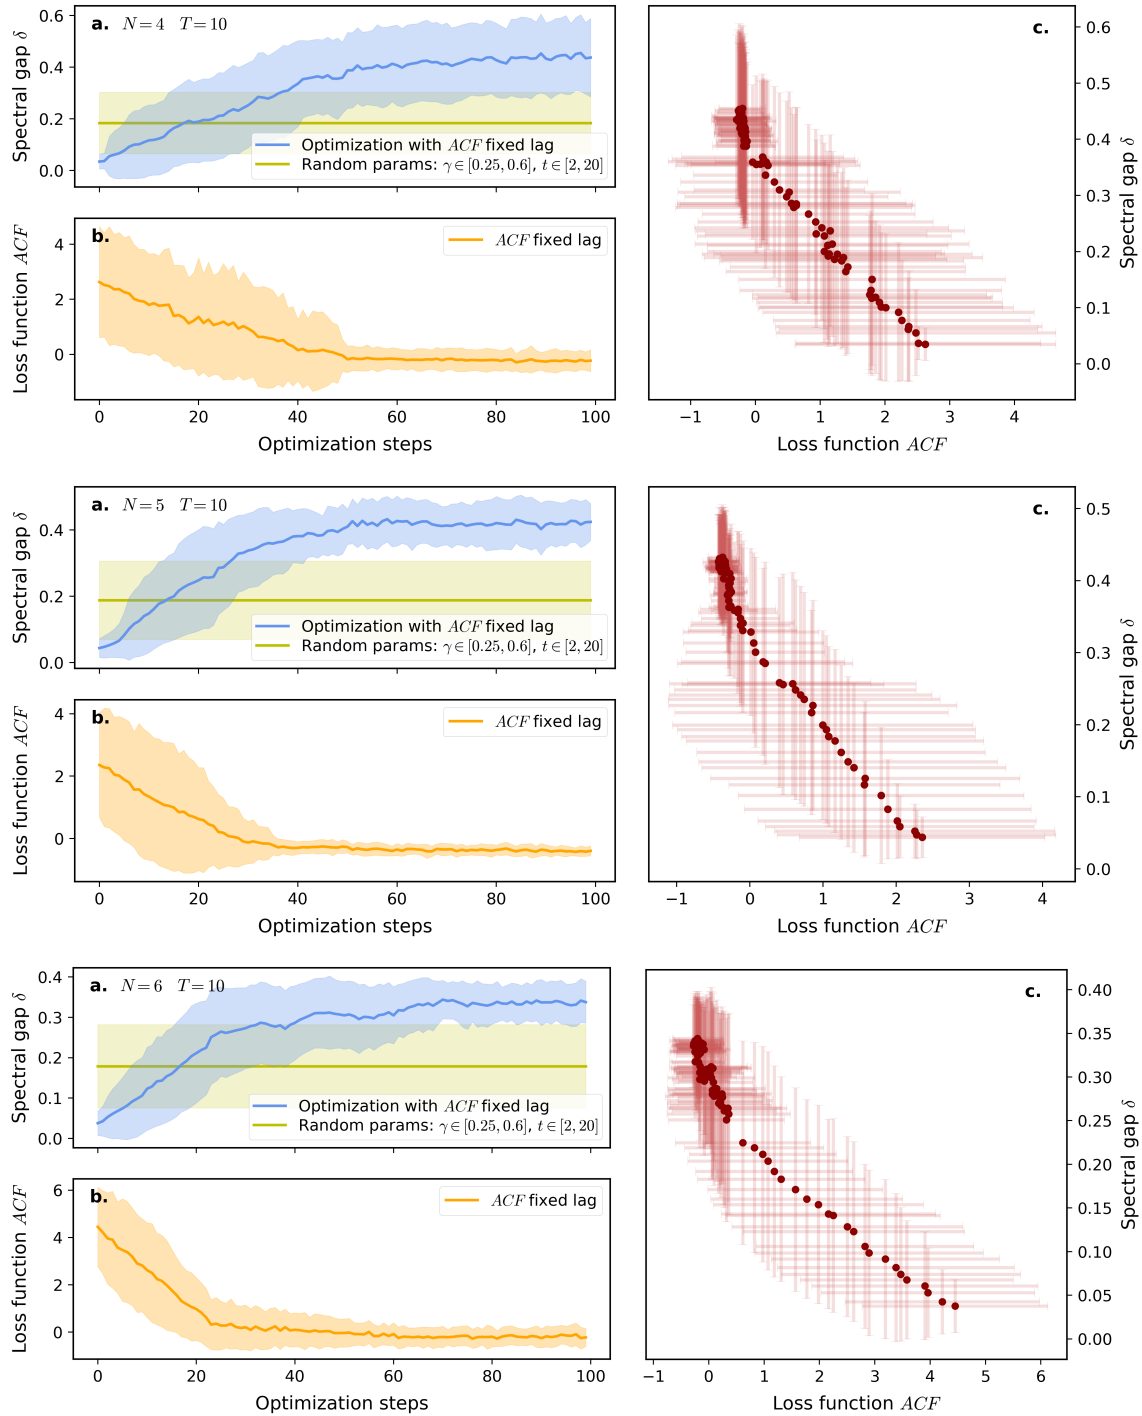 a. N = 4 T = 10
Spectral gap δ
0.6
0.4
0.2
0.0
Optimization with ACF fixed lag
Random params: γ ∈ [0.25, 0.6], t ∈ [2, 20]
b.
Loss function ACF
4
2
0
ACF fixed lag
0 20 40 60 80 100
Optimization steps
c.
0.6
0.5
0.4
0.3
0.2
0.1
0.0
Spectral gap δ
−1 0 1 2 3 4
Loss function ACF
a. N = 5 T = 10
Spectral gap δ
0.4
0.2
0.0
Optimization with ACF fixed lag
Random params: γ ∈ [0.25, 0.6], t ∈ [2, 20]
b.
Loss function ACF
4
2
0
ACF fixed lag
0 20 40 60 80 100
Optimization steps
c.
0.5
0.4
0.3
0.2
0.1
0.0
Spectral gap δ
−1 0 1 2 3 4
Loss function ACF
a. N = 6 T = 10
Spectral gap δ
0.4
0.3
0.2
0.1
0.0
Optimization with ACF fixed lag
Random params: γ ∈ [0.25, 0.6], t ∈ [2, 20]
b.
Loss function ACF
6
4
2
0
ACF fixed lag
0 20 40 60 80 100
Optimization steps
c.
0.40
0.35
0.30
0.25
0.20
0.15
0.10
0.05
0.00
Spectral gap δ
−1 0 1 2 3 4 5 6
Loss function ACF